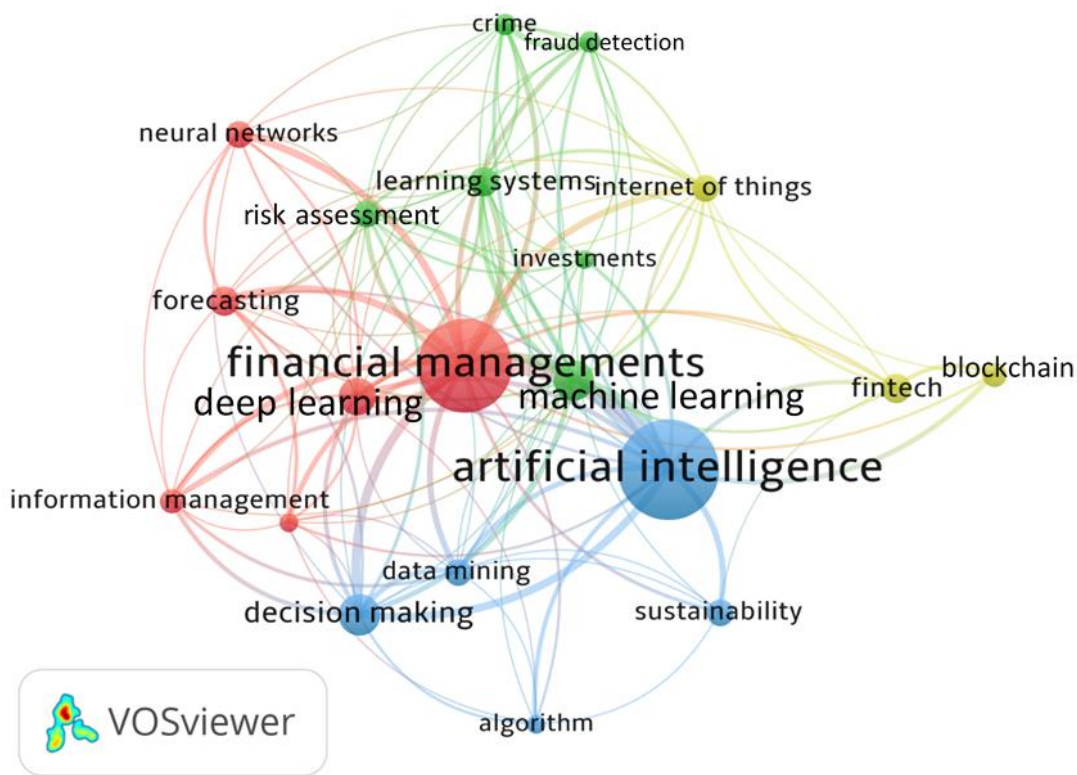 crime
fraud detection
neural networks
learning systems
internet of things
risk assessment
investments
forecasting
financial managements
blockchain
fintech
deep learning
machine learning
artificial intelligence
information management
data mining
decision making
sustainability
algorithm
VOSviewer